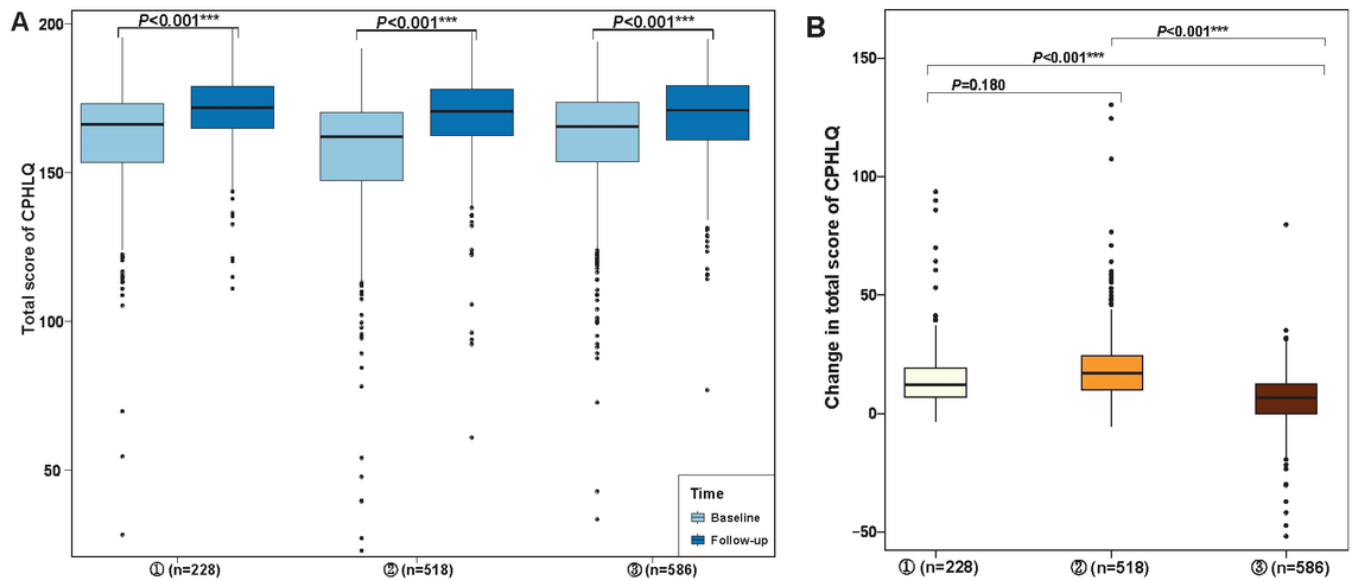 A
P<0.001***
P<0.001***
P<0.001***
Total score of CPHLQ
200
150
100
50
Time
Baseline
Follow-up
① (n=228)
② (n=518)
③ (n=586)
B
P<0.001***
P<0.001***
P=0.180
Change in total score of CPHLQ
150
100
50
0
−50
① (n=228)
② (n=518)
③ (n=586)